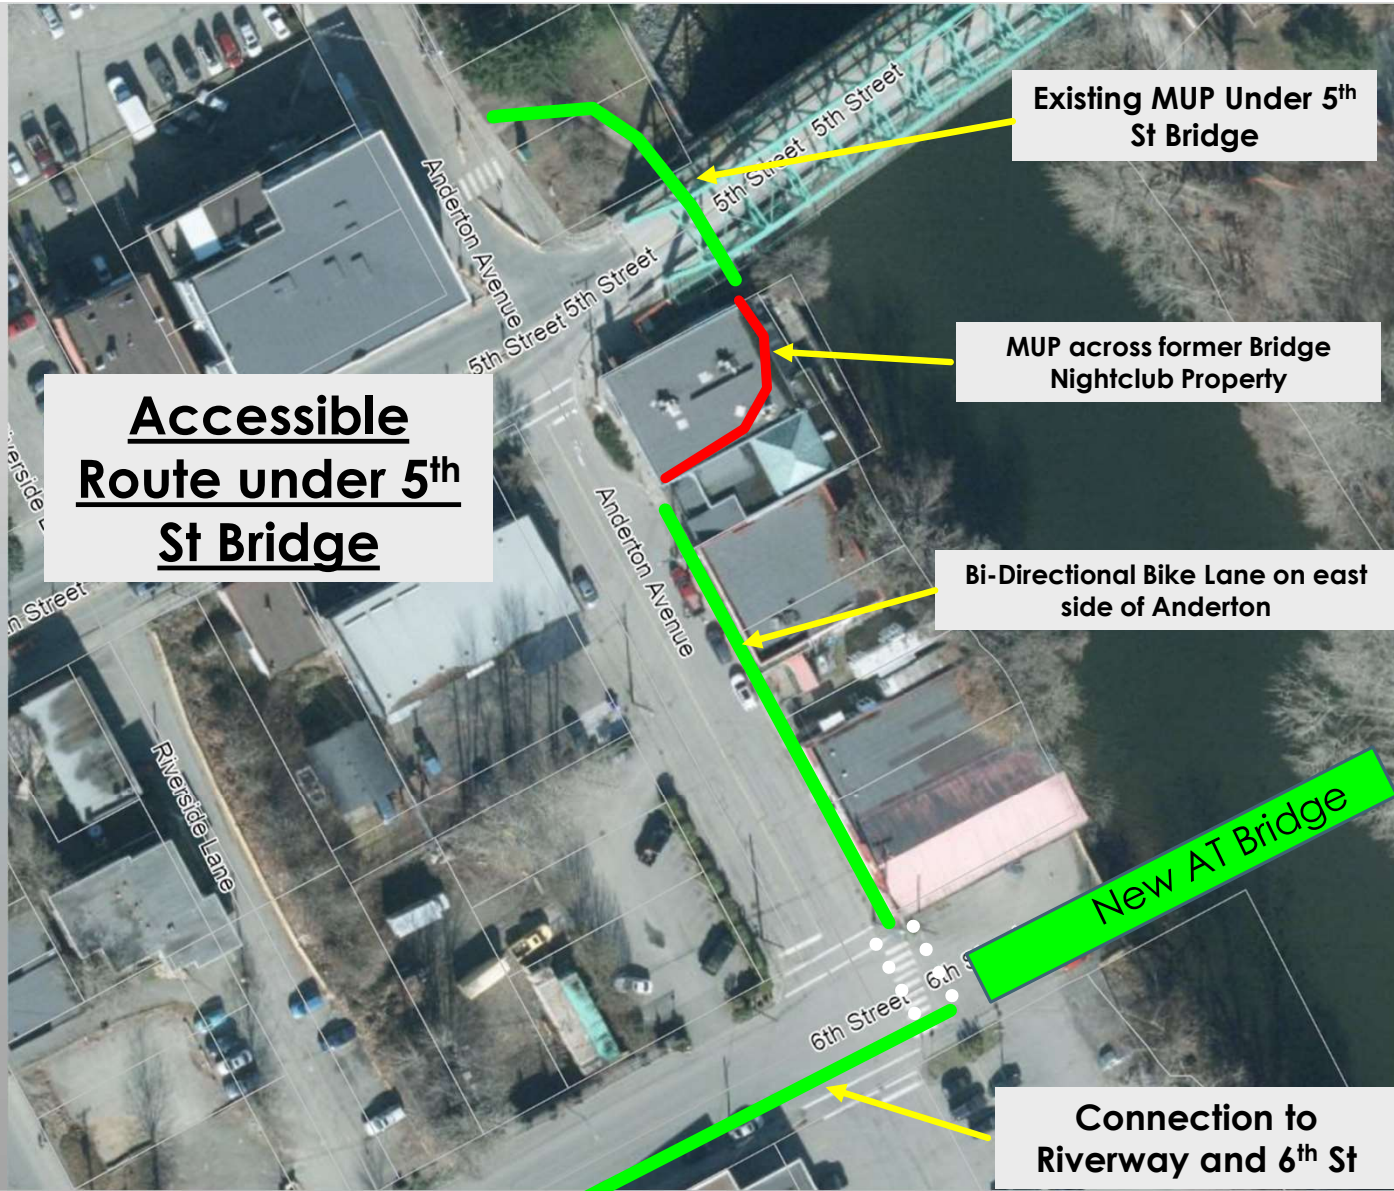 Existing MUP Under 5th
St Bridge
5th Street
5th Street
Anderton Avenue
5th Street
5th Street
MUP across former Bridge
Nightclub Property
Accessible
Route under 5th
St Bridge
Anderton Avenue
Bi-Directional Bike Lane on east
side of Anderton
Street
Riverside Lane
New AT Bridge
6th Street
6th
Connection to
Riverway and 6th St